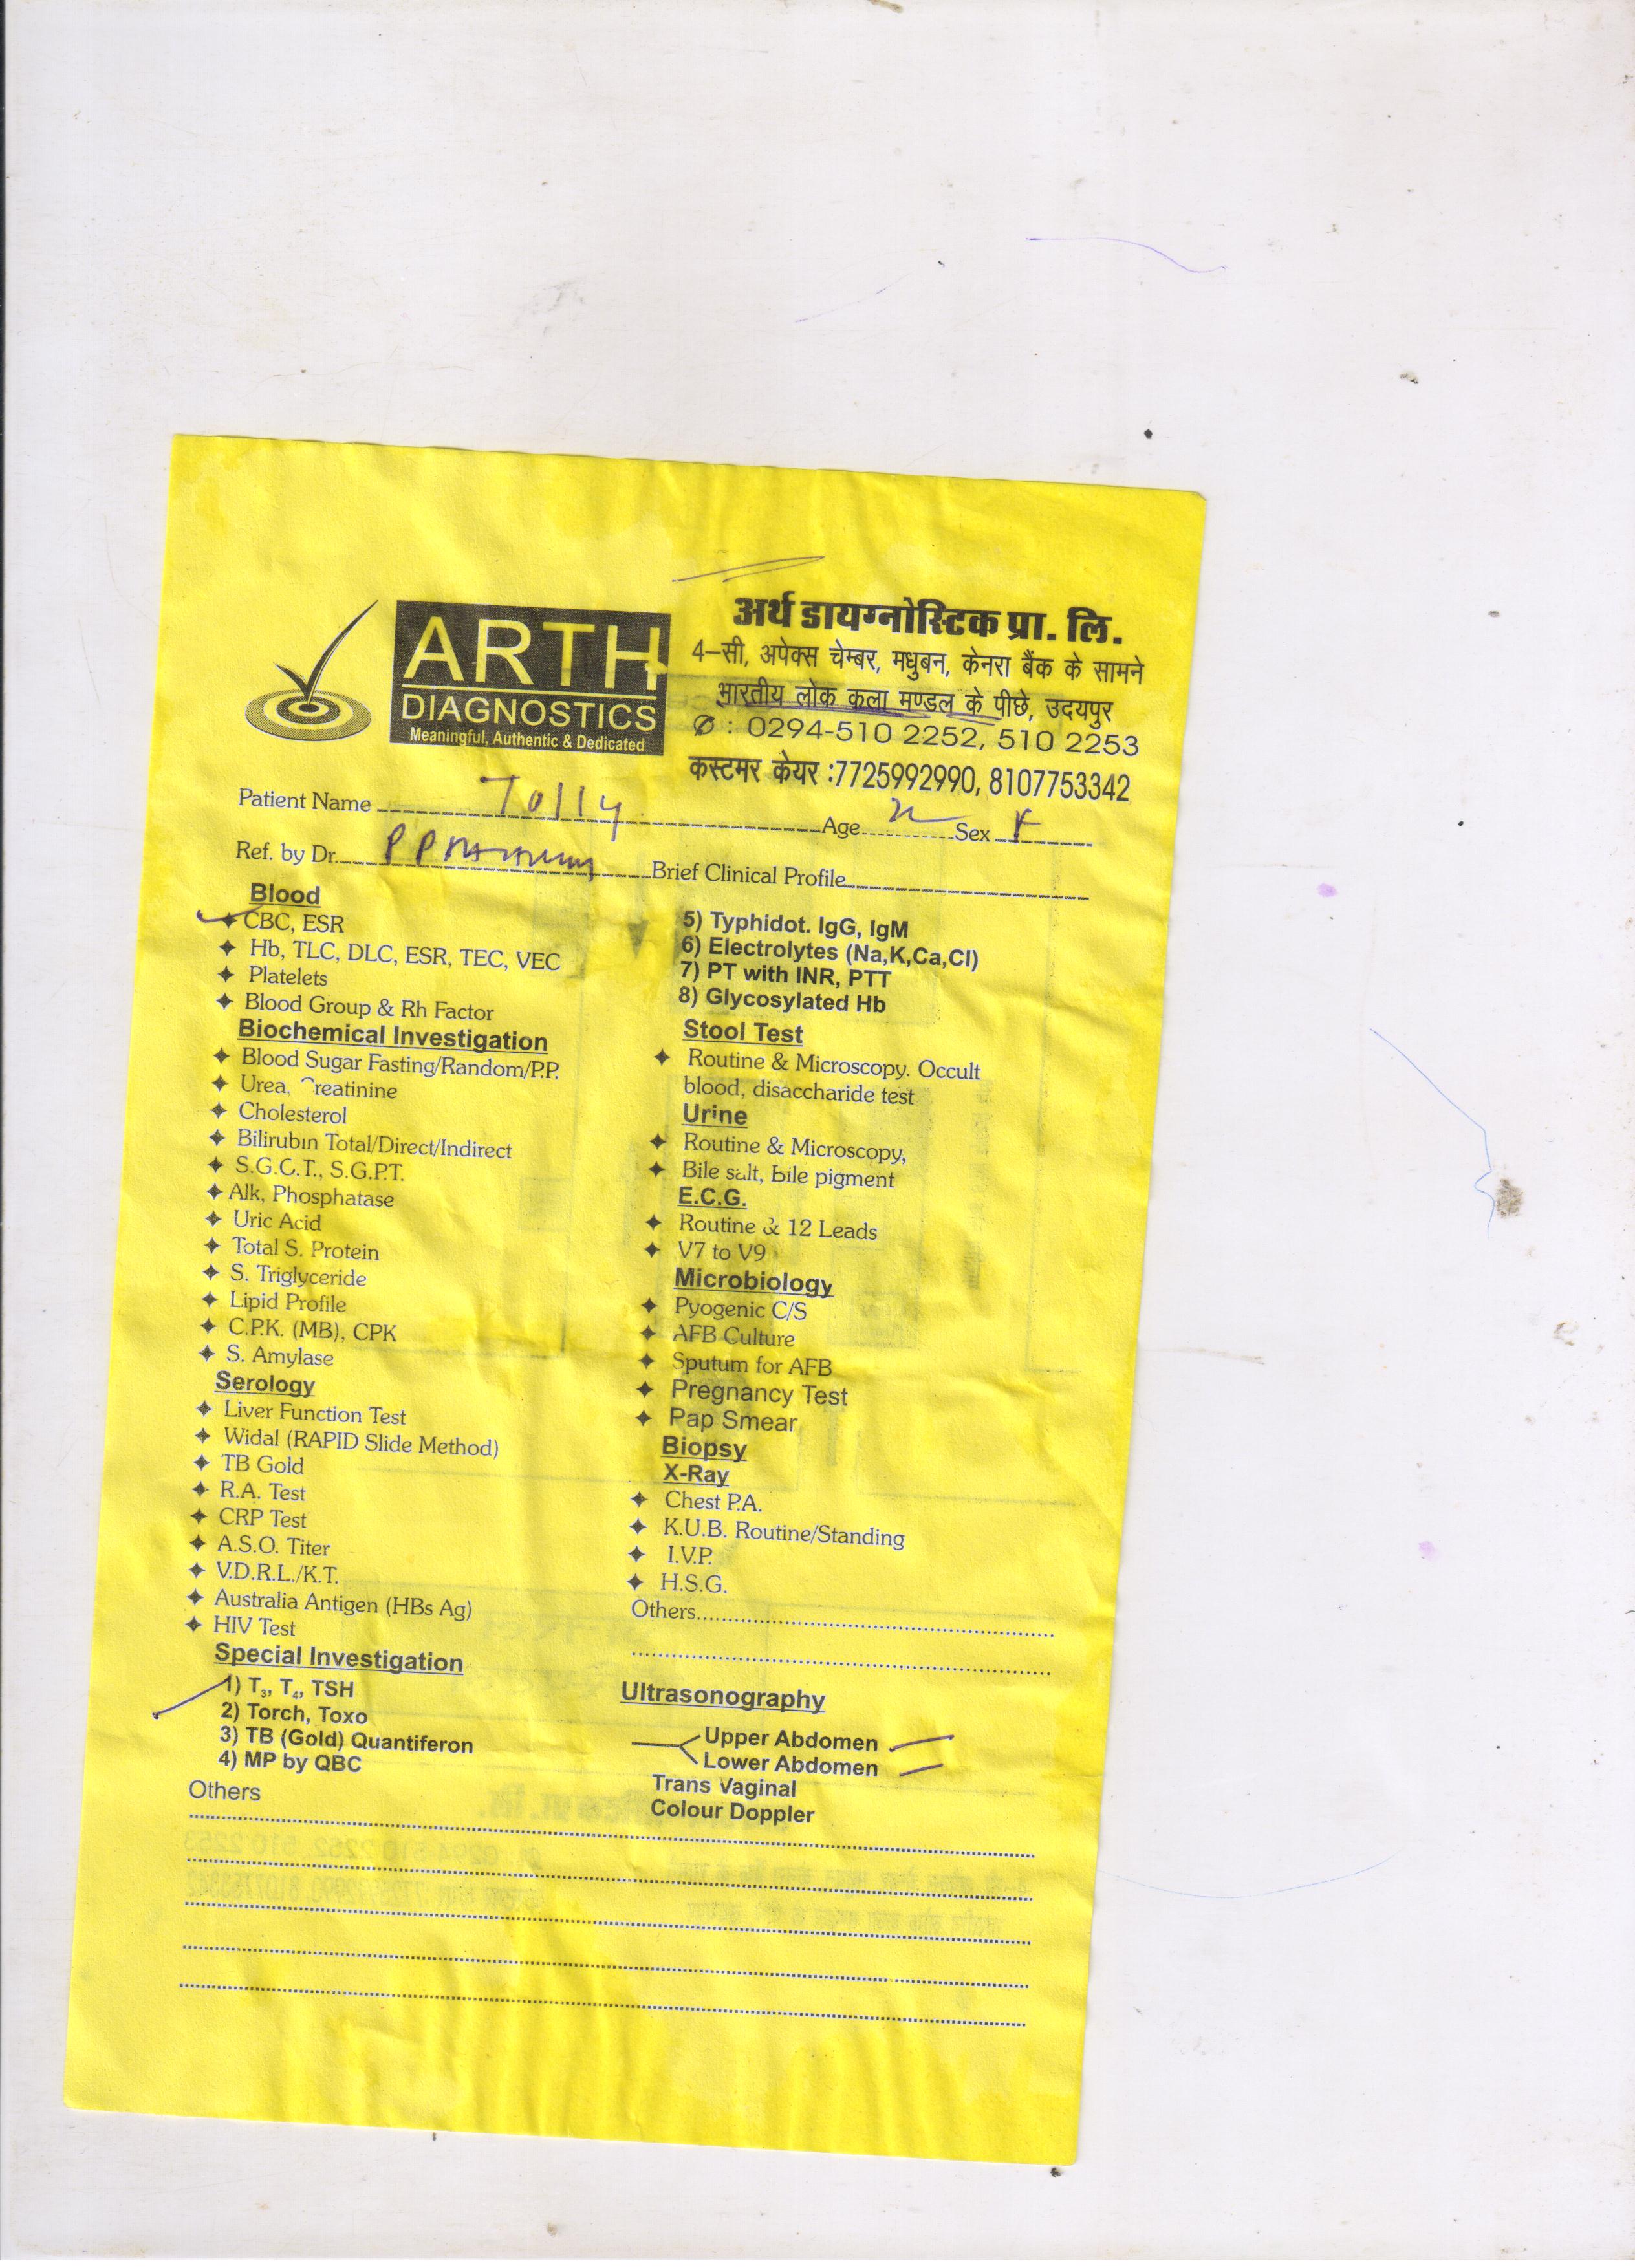 ARTH
DIAGNOSTICS
Meaningful, Authentic & Dedicated
अर्थ डायग्नोस्टिक प्रा. लि.
4–सी, अपेक्स चेम्बर, मधुबन, केनरा बैंक के सामने
भारतीय लोक कला मण्डल के पीछे, उदयपुर
: 0294-510 2252, 510 2253
कस्टमर केयर :7725992990, 8107753342
Patient Name Tolly Age Sex F
Ref. by Dr. Brief Clinical Profile
Blood
CBC, ESR
Hb, TLC, DLC, ESR, TEC, VEC
Platelets
Blood Group & Rh Factor
Biochemical Investigation
Blood Sugar Fasting/Random/P.P.
Urea, Creatinine
Cholesterol
Bilirubin Total/Direct/Indirect
S.G.O.T., S.G.P.T.
Alk, Phosphatase
Uric Acid
Total S. Protein
S. Triglyceride
Lipid Profile
C.P.K. (MB), CPK
S. Amylase
Serology
Liver Function Test
Widal (RAPID Slide Method)
TB Gold
R.A. Test
CRP Test
A.S.O. Titer
V.D.R.L./K.T.
Australia Antigen (HBs Ag)
HIV Test
Special Investigation
1) T3, T4, TSH
2) Torch, Toxo
3) TB (Gold) Quantiferon
4) MP by QBC
Others
5) Typhidot. IgG, IgM
6) Electrolytes (Na,K,Ca,Cl)
7) PT with INR, PTT
8) Glycosylated Hb
Stool Test
Routine & Microscopy. Occult
blood, disaccharide test
Urine
Routine & Microscopy,
Bile salt, bile pigment
E.C.G.
Routine & 12 Leads
V7 to V9
Microbiology
Pyogenic C/S
AFB Culture
Sputum for AFB
Pregnancy Test
Pap Smear
Biopsy
X-Ray
Chest P.A.
K.U.B. Routine/Standing
I.V.P.
H.S.G.
Others
Ultrasonography
Upper Abdomen
Lower Abdomen
Trans Vaginal
Colour Doppler